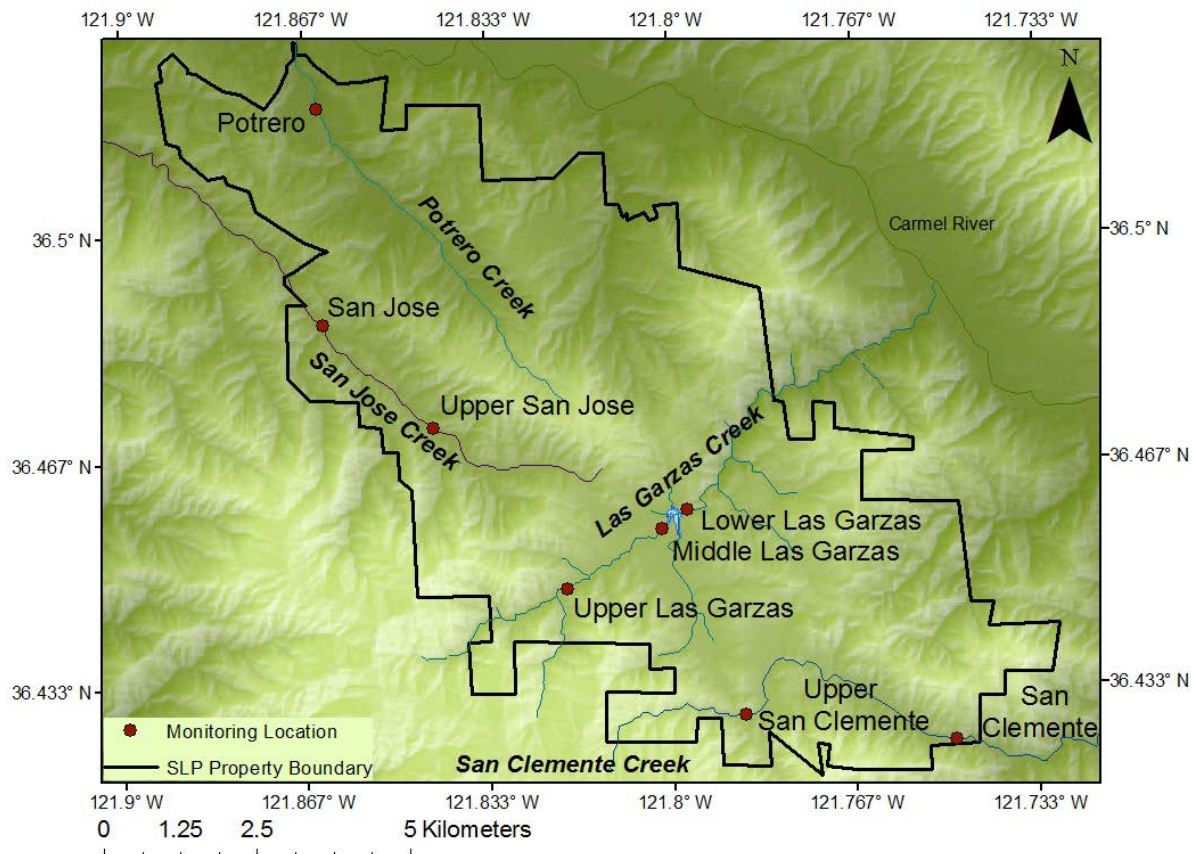 121.9° W 121.867° W 121.833° W 121.8° W 121.767° W 121.733° W
N
Potrero
Potrero Creek
Carmel River
36.5° N
36.5° N
San Jose
San Jose Creek
Upper San Jose
Las Garzas Creek
36.467° N
36.467° N
Lower Las Garzas
Middle Las Garzas
Upper Las Garzas
36.433° N
36.433° N
Upper
San Clemente
San
Clemente
San Clemente Creek
Monitoring Location
SLP Property Boundary
121.9° W 121.867° W 121.833° W 121.8° W 121.767° W 121.733° W
0 1.25 2.5 5 Kilometers